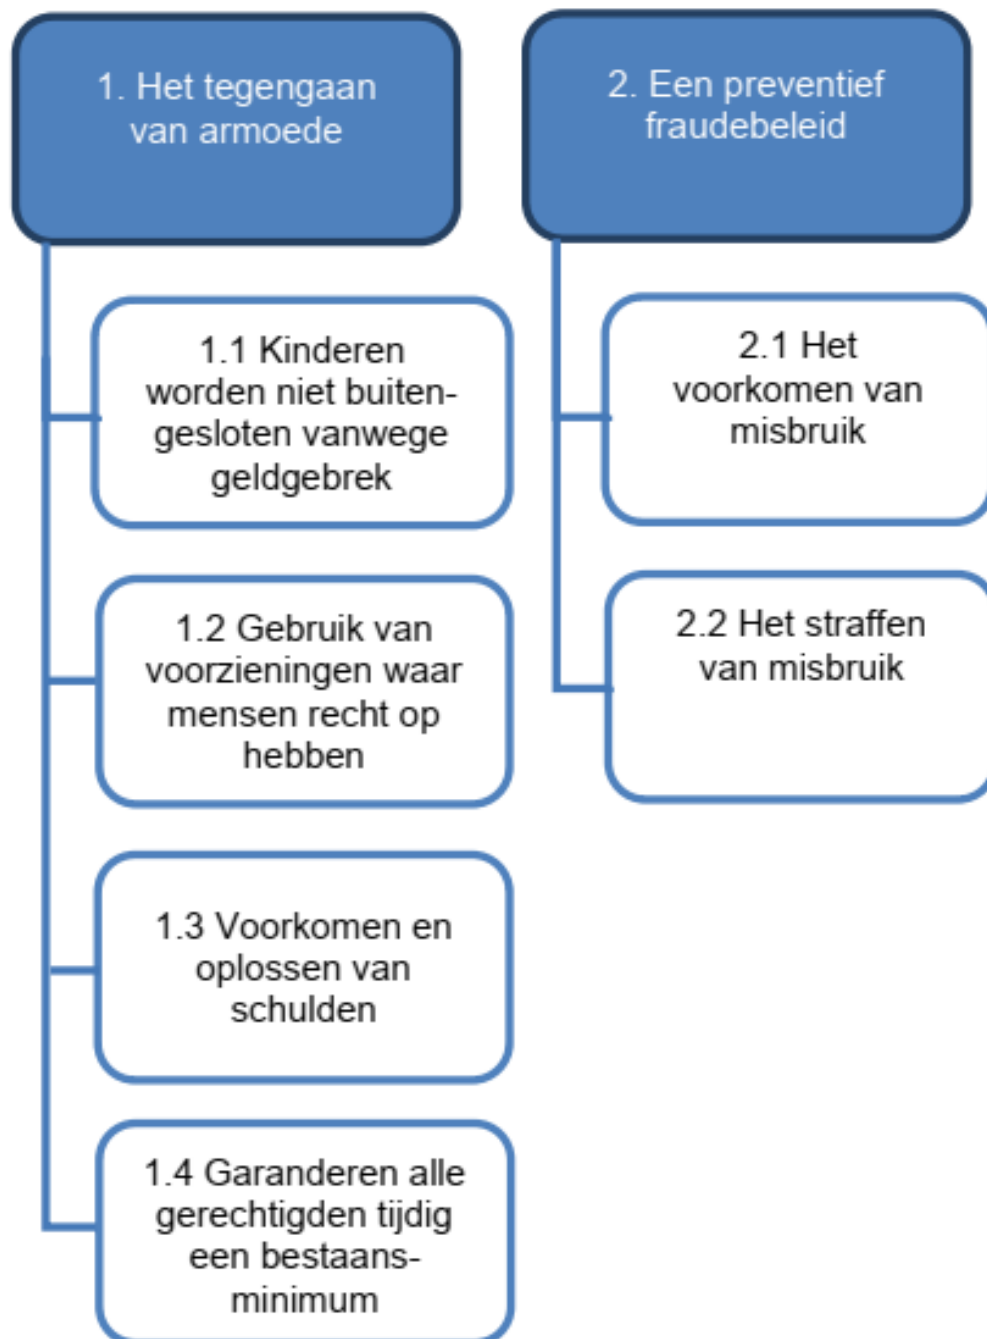 1. Het tegengaan
van armoede
1.1 Kinderen
worden niet buiten-
gesloten vanwege
geldgebrek
1.2 Gebruik van
voorzieningen waar
mensen recht op
hebben
1.3 Voorkomen en
oplossen van
schulden
1.4 Garanderen alle
gerechtigden tijdig
een bestaans-
minimum
2. Een preventief
fraudebeleid
2.1 Het
voorkomen van
misbruik
2.2 Het straffen
van misbruik